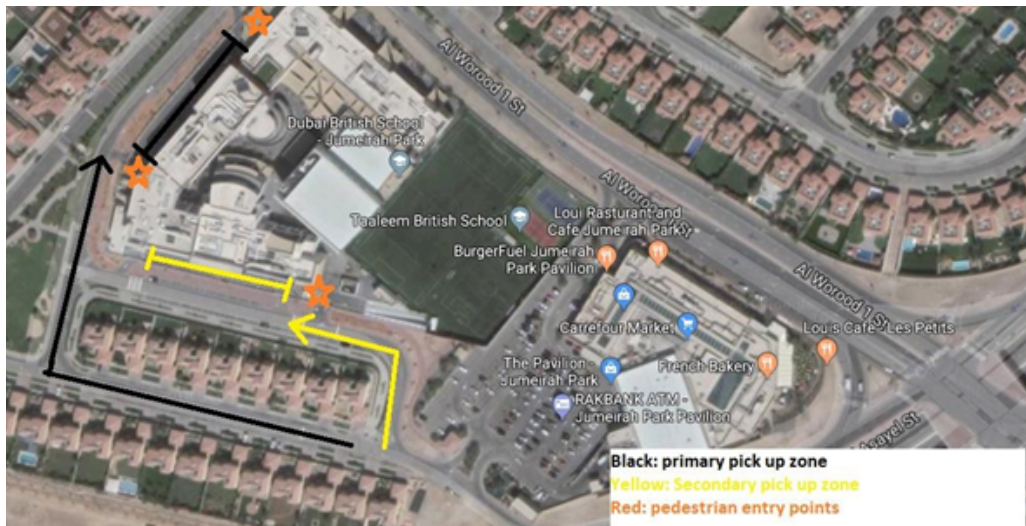 Al Worood 1 St
Dubai British School
- Jumeirah Park
Al Worood 1 St
Taaleem British School
Loui Rasturant and
Cafe Jumeirah Park
BurgerFuel Jumeirah
Park Pavilion
Al Worood 1 St
Carrefour Market
Louis Cafe - Les Petits
The Pavilion -
Jumeirah Park
French Bakery
RAKBANK ATM -
Jumeirah Park Pavilion
Asayel St
Black: primary pick up zone
Yellow: Secondary pick up zone
Red: pedestrian entry points